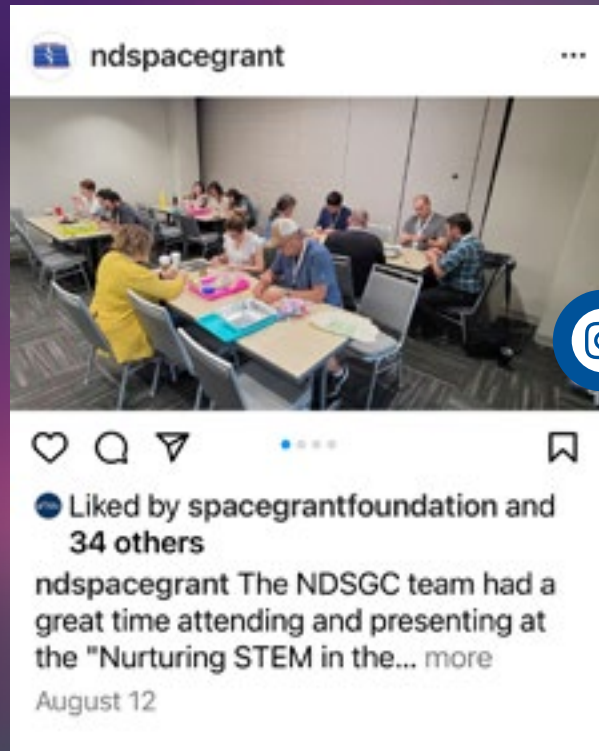 ndspacegrant
Liked by spacegrantfoundation and
34 others
ndspacegrant The NDSGC team had a
great time attending and presenting at
the "Nurturing STEM in the... more
August 12